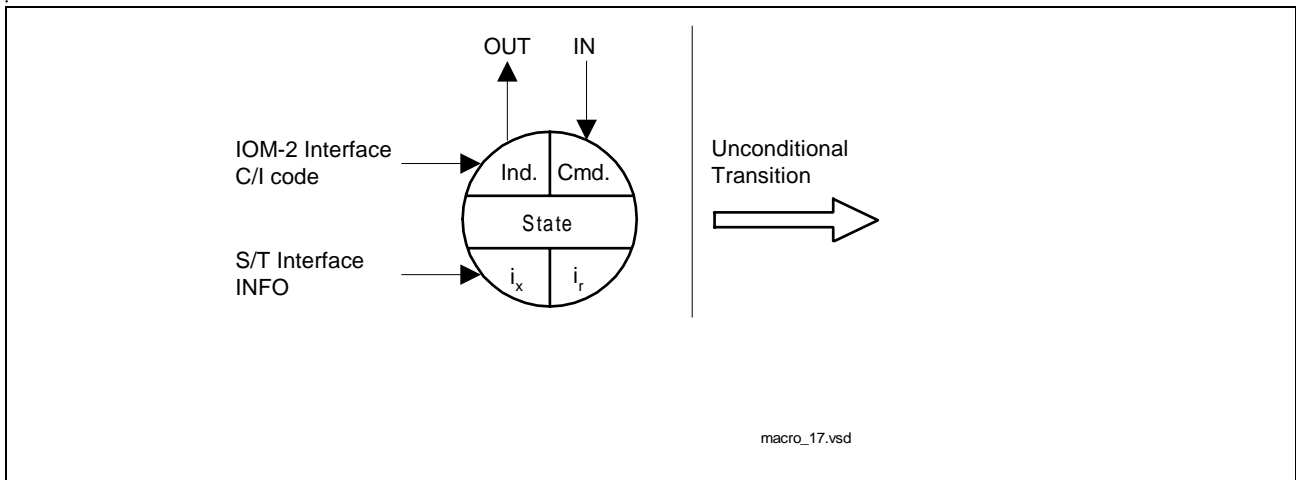 OUT IN
IOM-2 Interface
C/I code
Ind. Cmd.
State
S/T Interface
INFO
iₓ iᵣ
Unconditional
Transition
macro_17.vsd